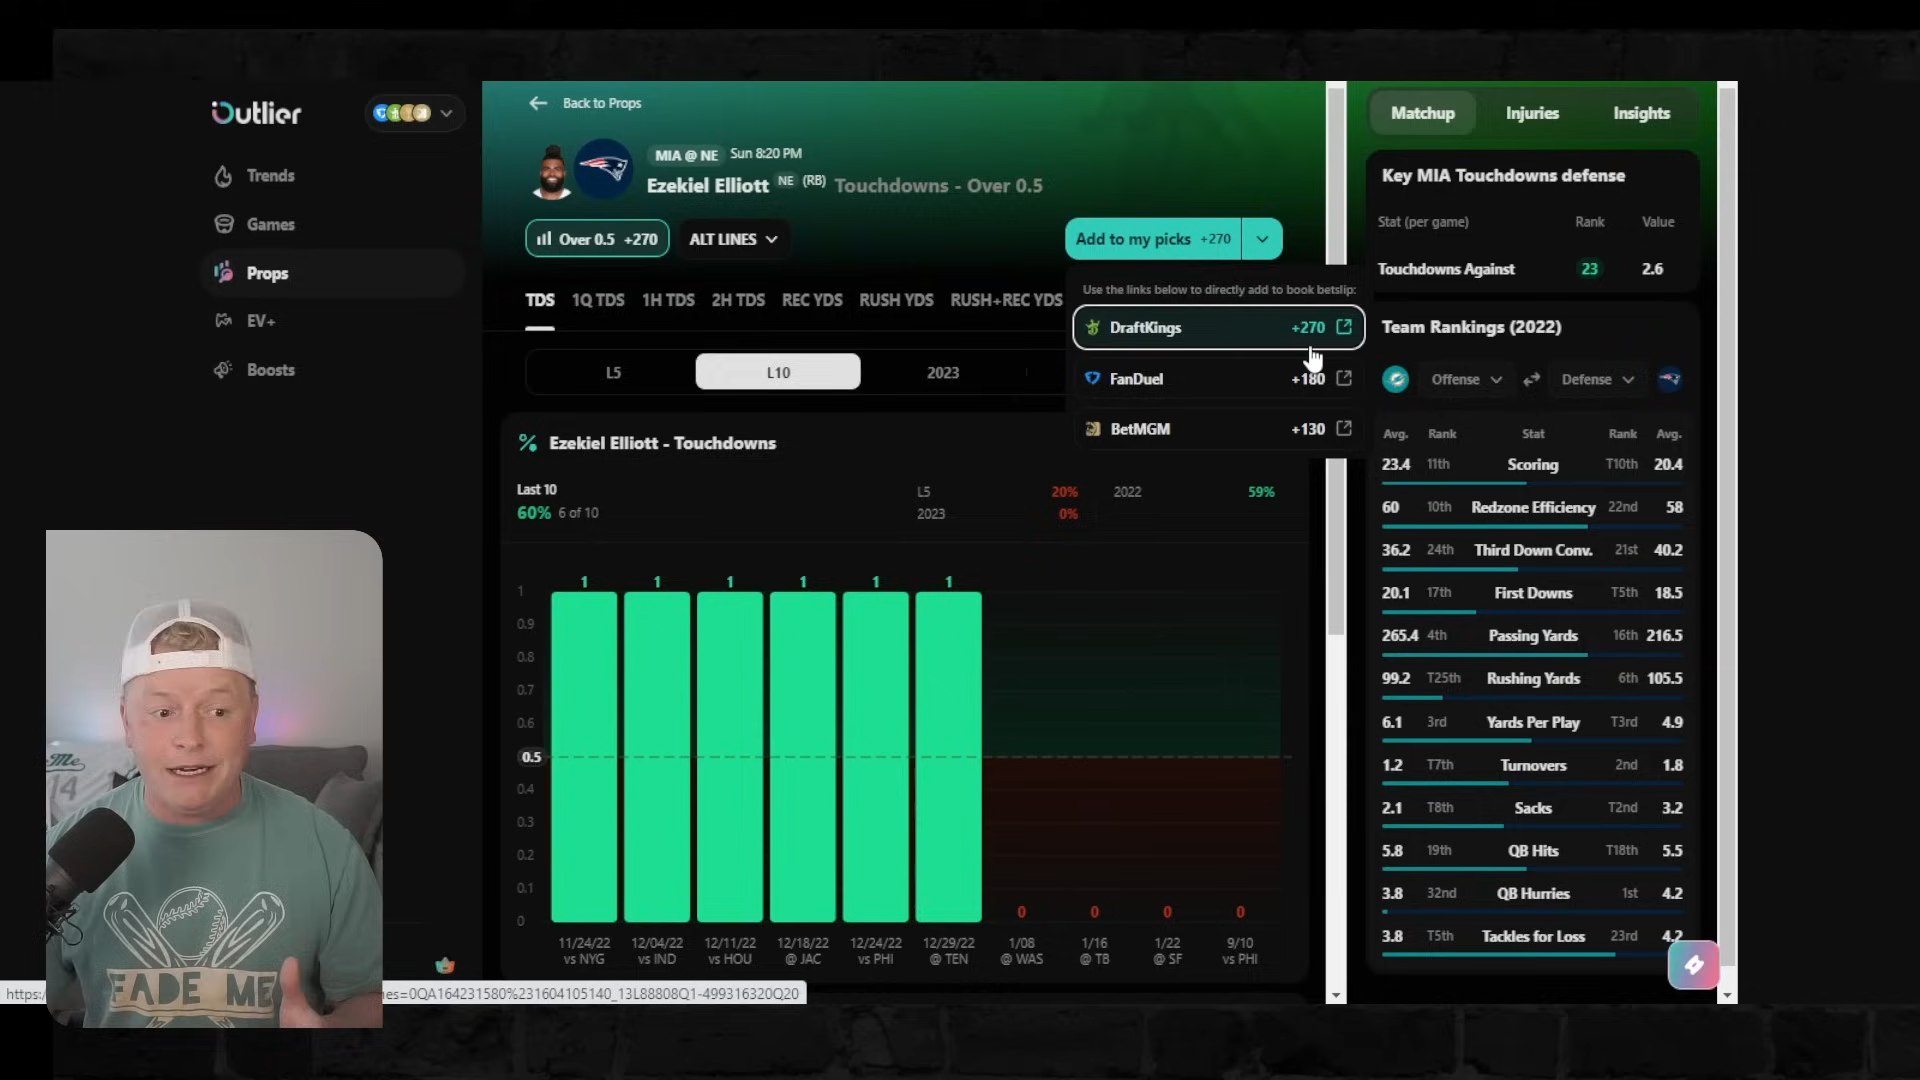 Outlier
Trends
Games
Props
EV+
Boosts
Back to Props
MIA @ NE Sun 8:20 PM
Ezekiel Elliott NE (RB) Touchdowns - Over 0.5
Over 0.5 +270
ALT LINES
Add to my picks +270
TDS 1Q TDS 1H TDS 2H TDS REC YDS RUSH YDS RUSH+REC YDS
Use the links below to directly add to book betslip:
DraftKings +270
FanDuel +180
BetMGM +130
L5 L10 2023
Ezekiel Elliott - Touchdowns
Last 10
60% 6 of 10
L5 20% 2022 59%
2023 0%
1 1 1 1 1 1
1
0.9
0.8
0.7
0.6
0.5
0.4
0.3
0.2
0.1
0
0 0 0 0
11/24/22 12/04/22 12/11/22 12/18/22 12/24/22 12/29/22 1/08 1/16 1/22 9/10
vs NYG vs IND vs HOU @ JAC vs PHI @ TEN @ WAS @ TB @ SF vs PHI
Matchup Injuries Insights
Key MIA Touchdowns defense
Stat (per game) Rank Value
Touchdowns Against 23 2.6
Team Rankings (2022)
Offense Defense
Avg. Rank Stat Rank Avg.
23.4 11th Scoring T10th 20.4
60 10th Redzone Efficiency 22nd 58
36.2 24th Third Down Conv. 21st 40.2
20.1 17th First Downs T5th 18.5
265.4 4th Passing Yards 16th 216.5
99.2 T25th Rushing Yards 6th 105.5
6.1 3rd Yards Per Play T3rd 4.9
1.2 T7th Turnovers 2nd 1.8
2.1 T8th Sacks T2nd 3.2
5.8 19th QB Hits T18th 5.5
3.8 32nd QB Hurries 1st 4.2
3.8 T5th Tackles for Loss 23rd 4.2
Me
14
FADE ME
https:/
nes=0QA164231580%231604105140_13L88808Q1-499316320Q20